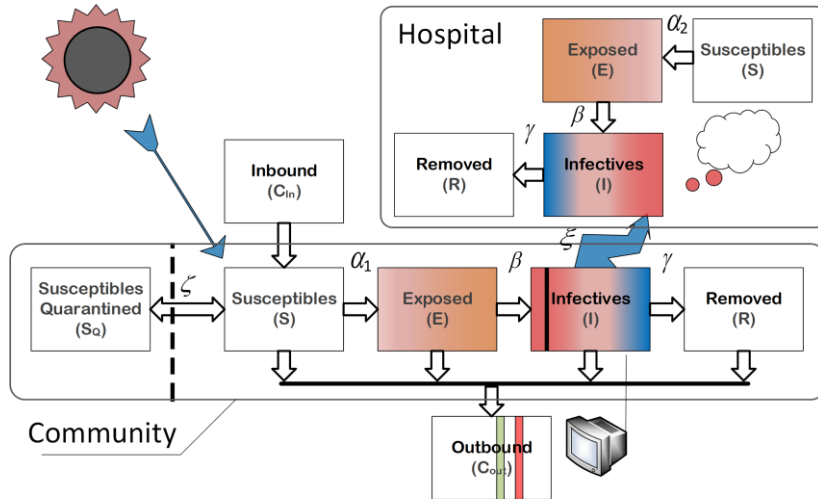 Hospital
Exposed
(E)
α2
Susceptibles
(S)
β
γ
Removed
(R)
Infectives
(I)
Inbound
(CIn)
ξ
Susceptibles
Quarantined
(SQ)
ζ
Susceptibles
(S)
α1
Exposed
(E)
β
Infectives
(I)
γ
Removed
(R)
Community
Outbound
(Cout)